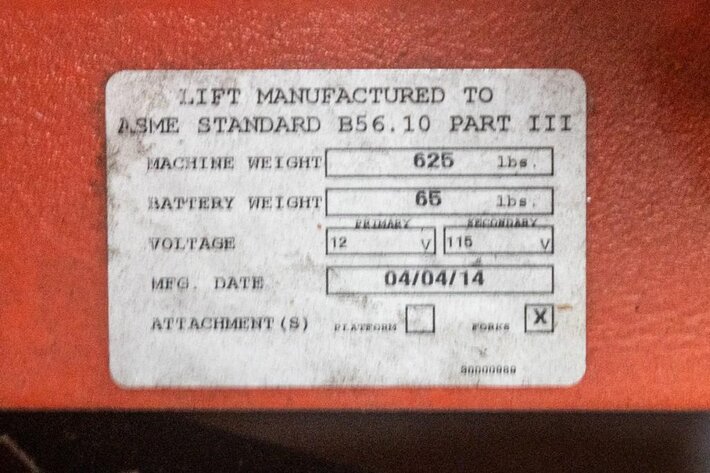 LIFT MANUFACTURED TO
ASME STANDARD B56.10 PART III
MACHINE WEIGHT 625 lbs.
BATTERY WEIGHT 65 lbs.
PRIMARY SECONDARY
VOLTAGE 12 V 115 V
MFG. DATE 04/04/14
ATTACHMENT(S) PLATFORM FORKS X